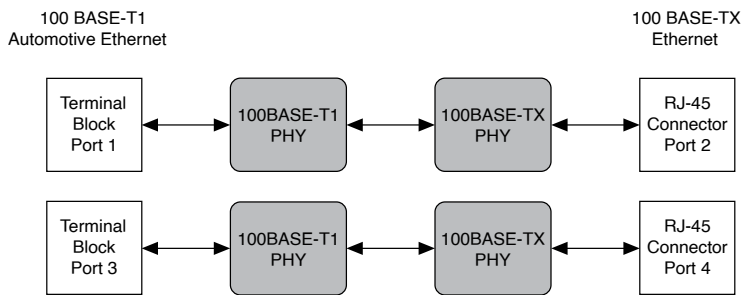 100 BASE-T1
Automotive Ethernet
100 BASE-TX
Ethernet
Terminal
Block
Port 1
100BASE-T1
PHY
100BASE-TX
PHY
RJ-45
Connector
Port 2
Terminal
Block
Port 3
100BASE-T1
PHY
100BASE-TX
PHY
RJ-45
Connector
Port 4